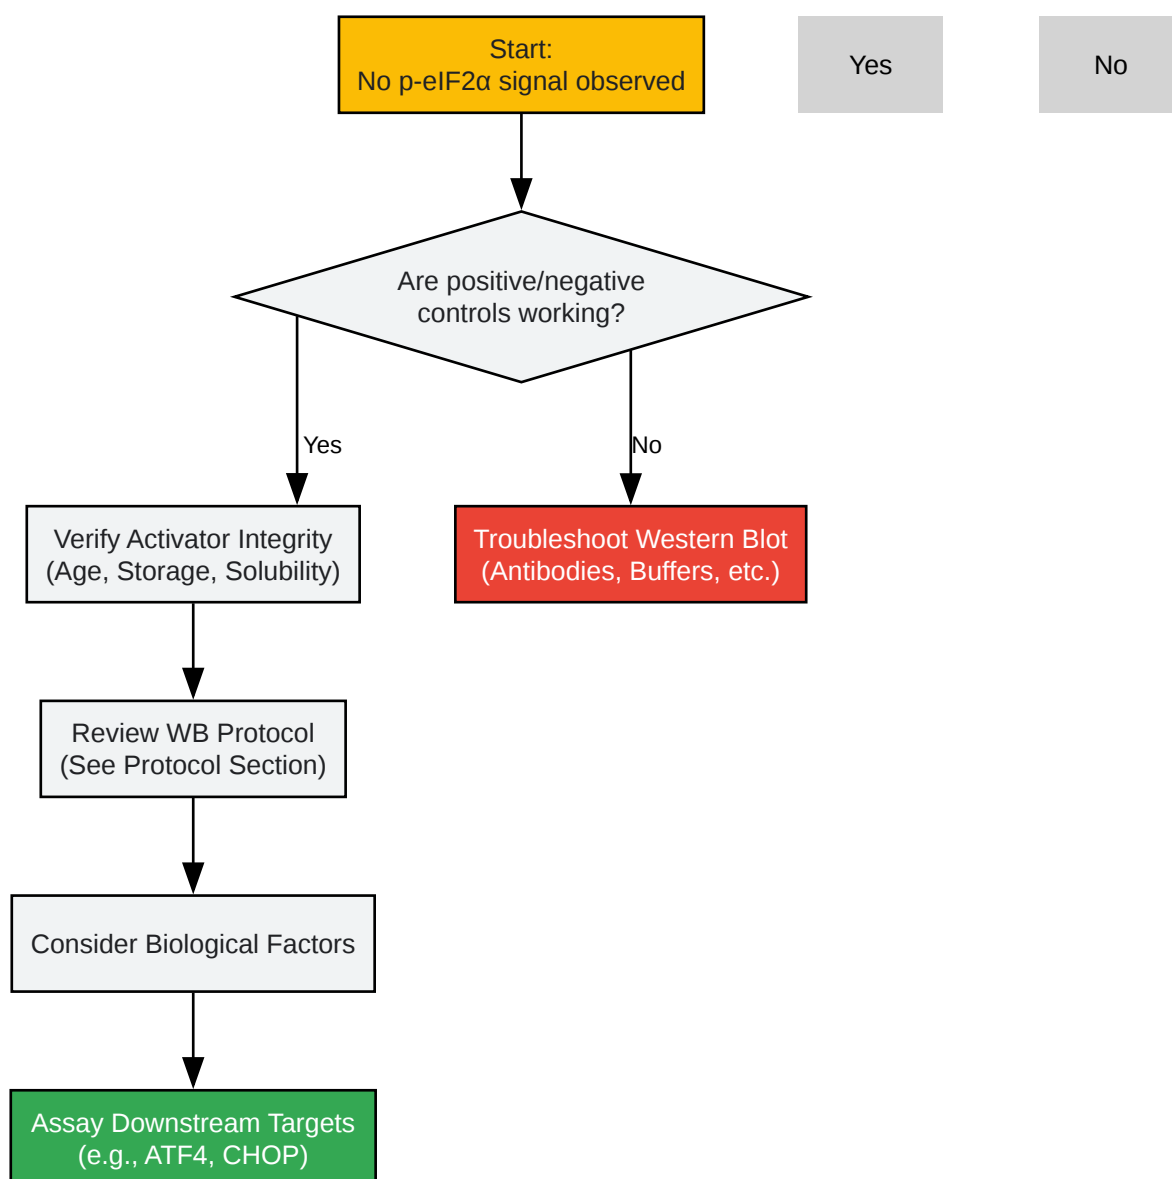 Start:
No p-eIF2α signal observed
Yes
No
Are positive/negative
controls working?
Yes
No
Verify Activator Integrity
(Age, Storage, Solubility)
Troubleshoot Western Blot
(Antibodies, Buffers, etc.)
Review WB Protocol
(See Protocol Section)
Consider Biological Factors
Assay Downstream Targets
(e.g., ATF4, CHOP)